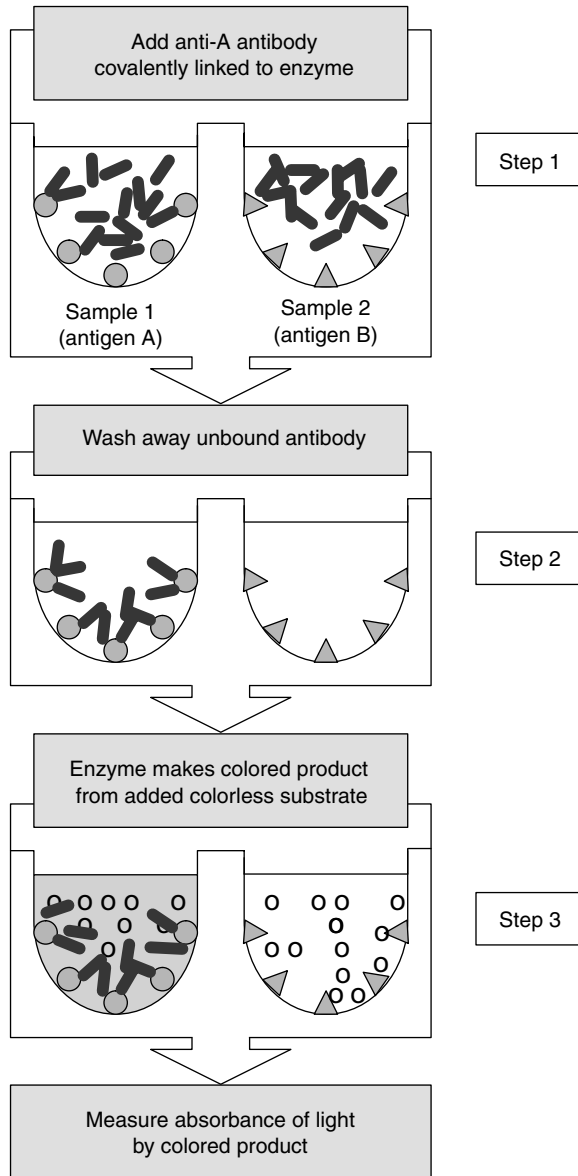 Add anti-A antibody
covalently linked to enzyme
Step 1
Sample 1
(antigen A)
Sample 2
(antigen B)
Wash away unbound antibody
Step 2
Enzyme makes colored product
from added colorless substrate
Step 3
Measure absorbance of light
by colored product